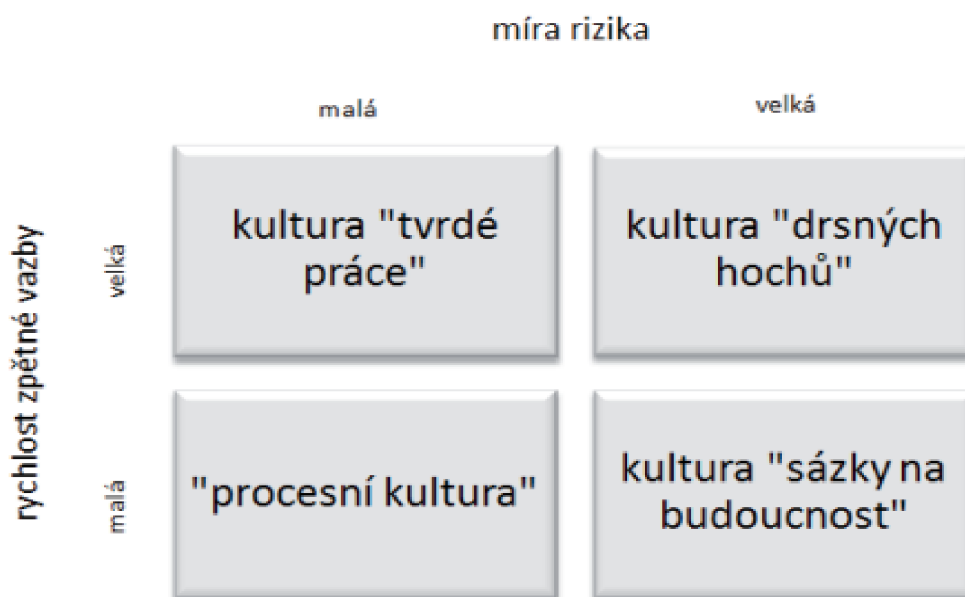 míra rizika
malá
velká
rychlost zpětné vazby
velká
kultura "tvrdé
práce"
kultura "drsných
hochů"
malá
"procesní kultura"
kultura "sázky na
budoucnost"